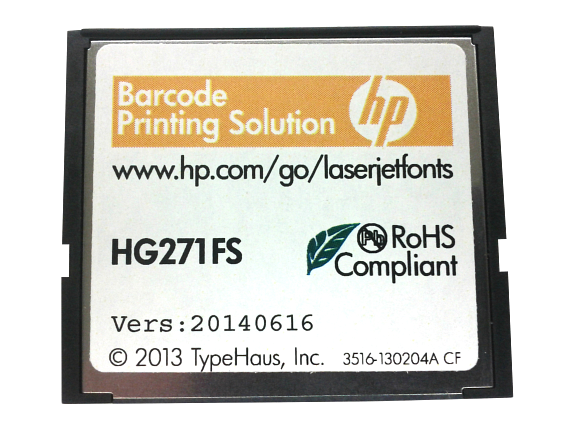 Barcode
Printing Solution
hp
www.hp.com/go/laserjetfonts
HG271FS
Pb RoHS
Compliant
Vers:20140616
© 2013 TypeHaus, Inc. 3516-130204A CF